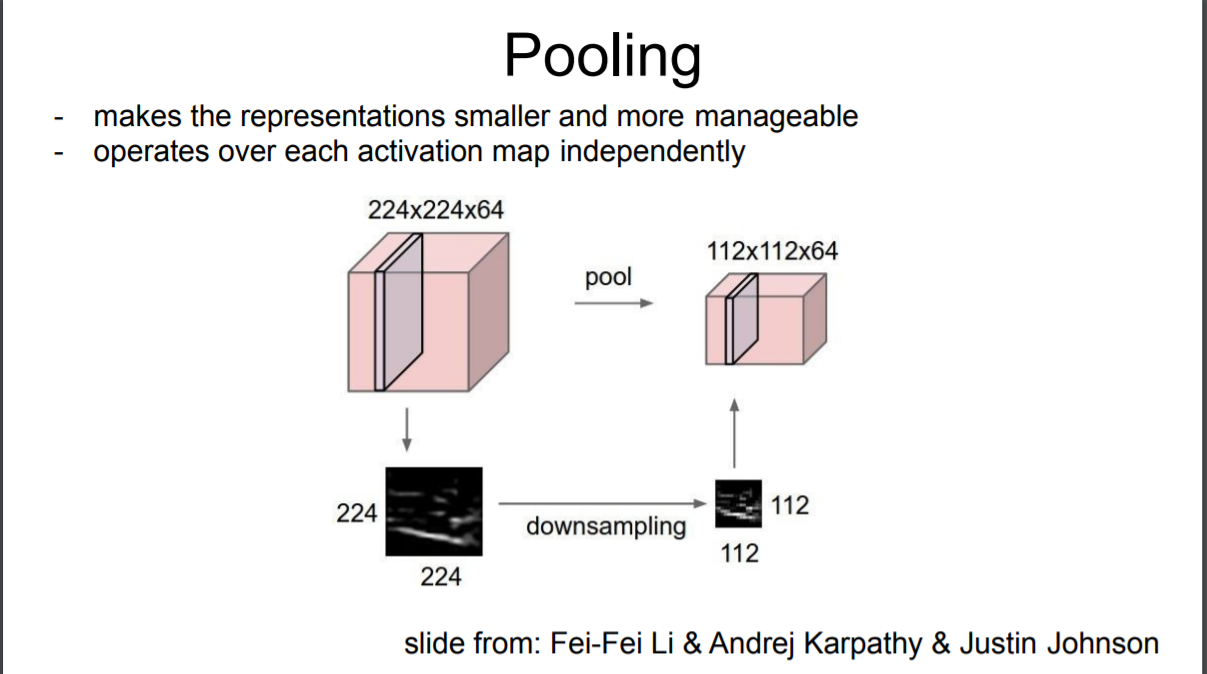 Pooling
- makes the representations smaller and more manageable
- operates over each activation map independently
224x224x64
112x112x64
pool
224
downsampling
112
112
224
slide from: Fei-Fei Li & Andrej Karpathy & Justin Johnson